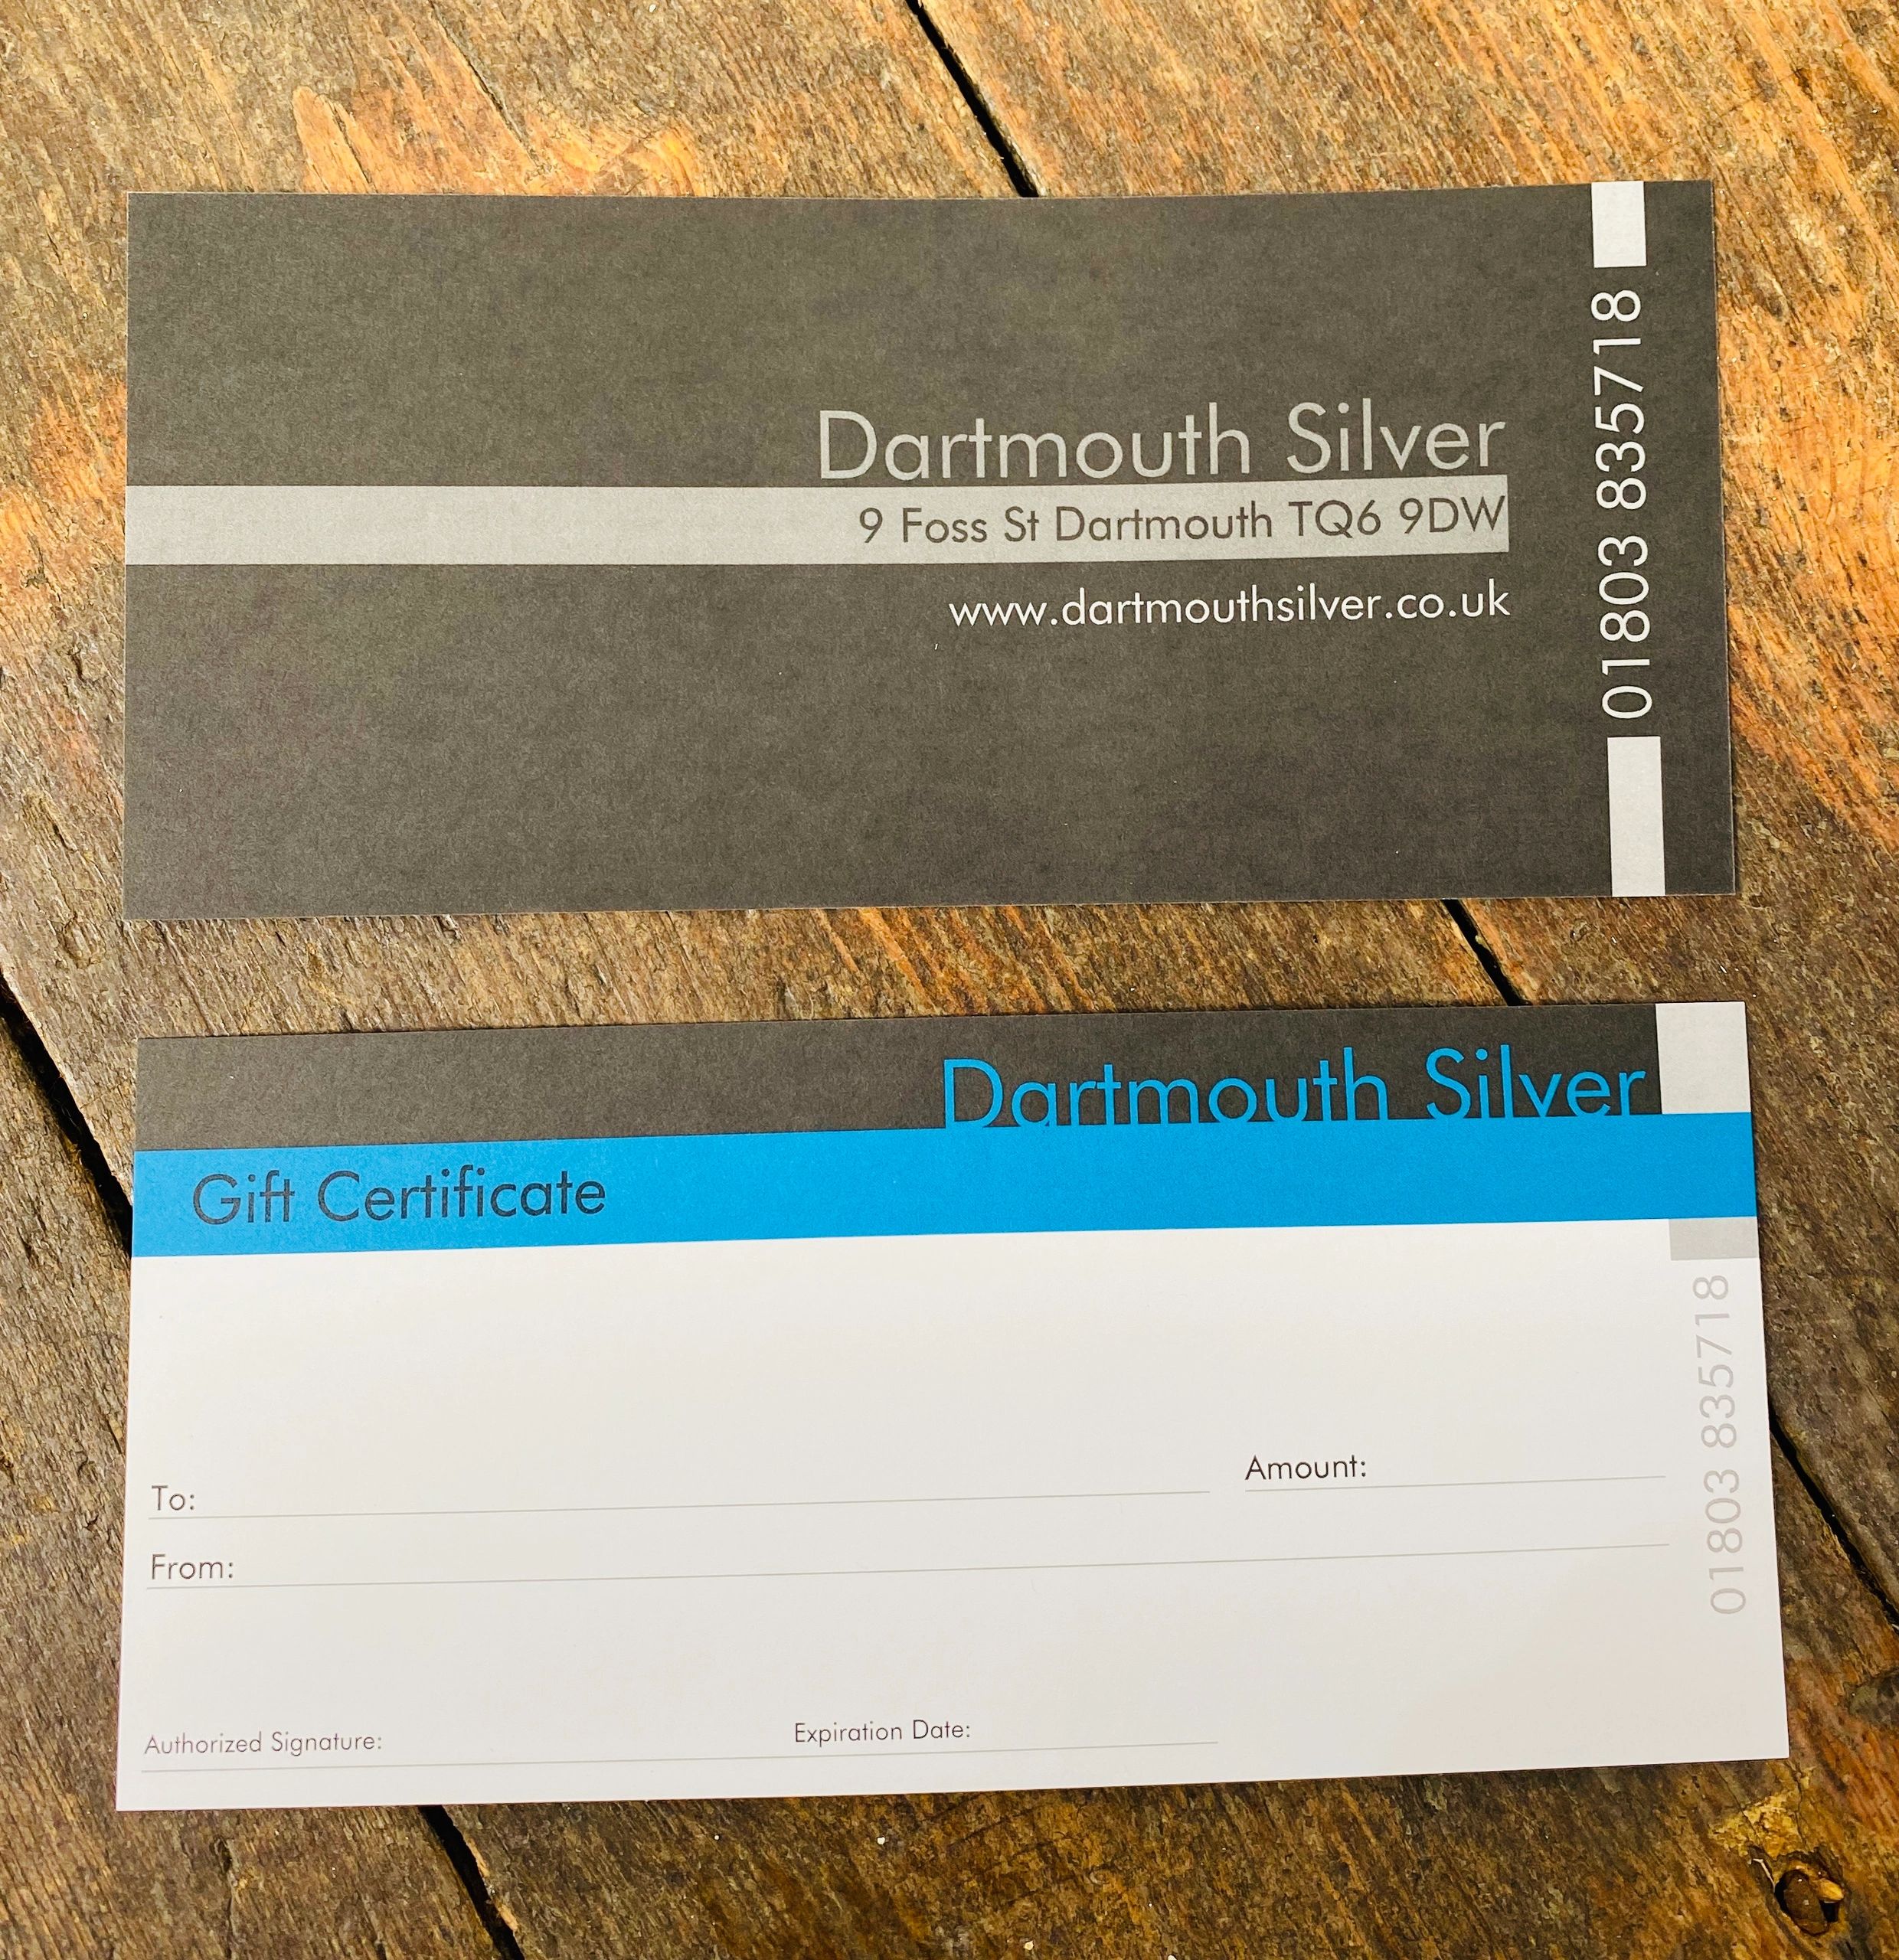 Dartmouth Silver
9 Foss St Dartmouth TQ6 9DW
www.dartmouthsilver.co.uk
01803 835718
Dartmouth Silver
Gift Certificate
To:
Amount:
From:
01803 835718
Authorized Signature:
Expiration Date: